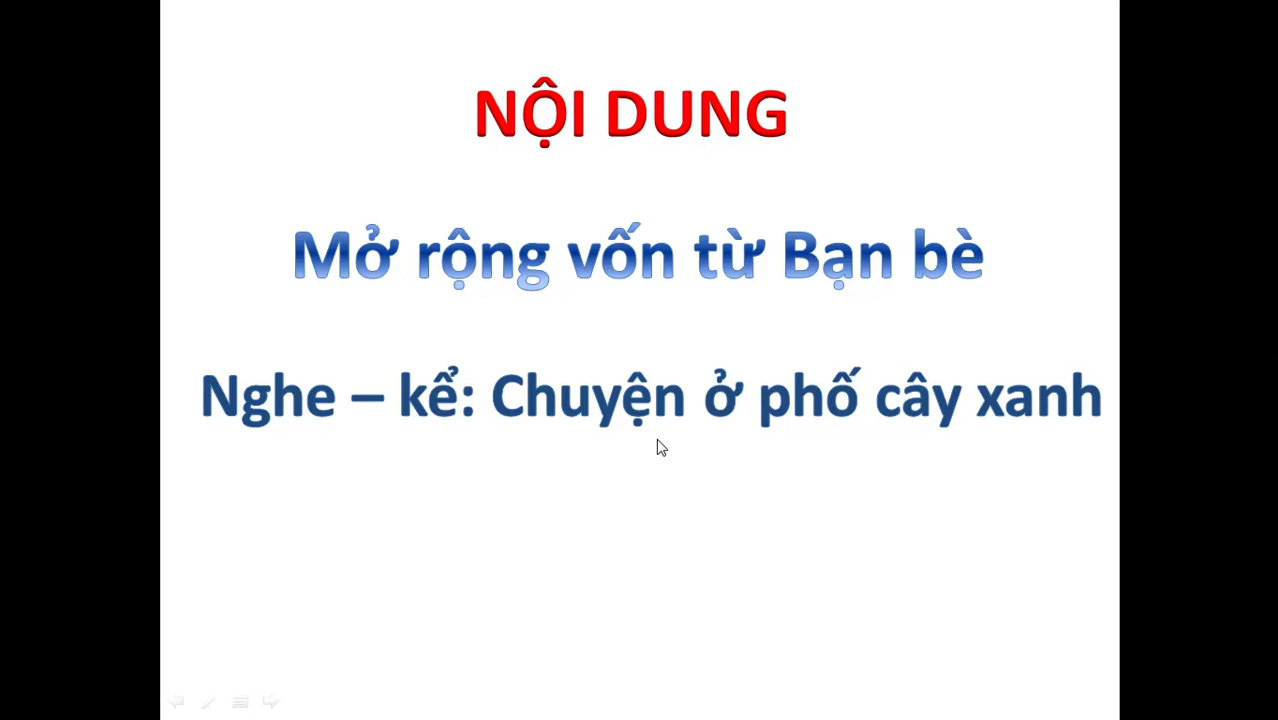 NỘI DUNG
Mở rộng vốn từ Bạn bè
Nghe – kể: Chuyện ở phố cây xanh